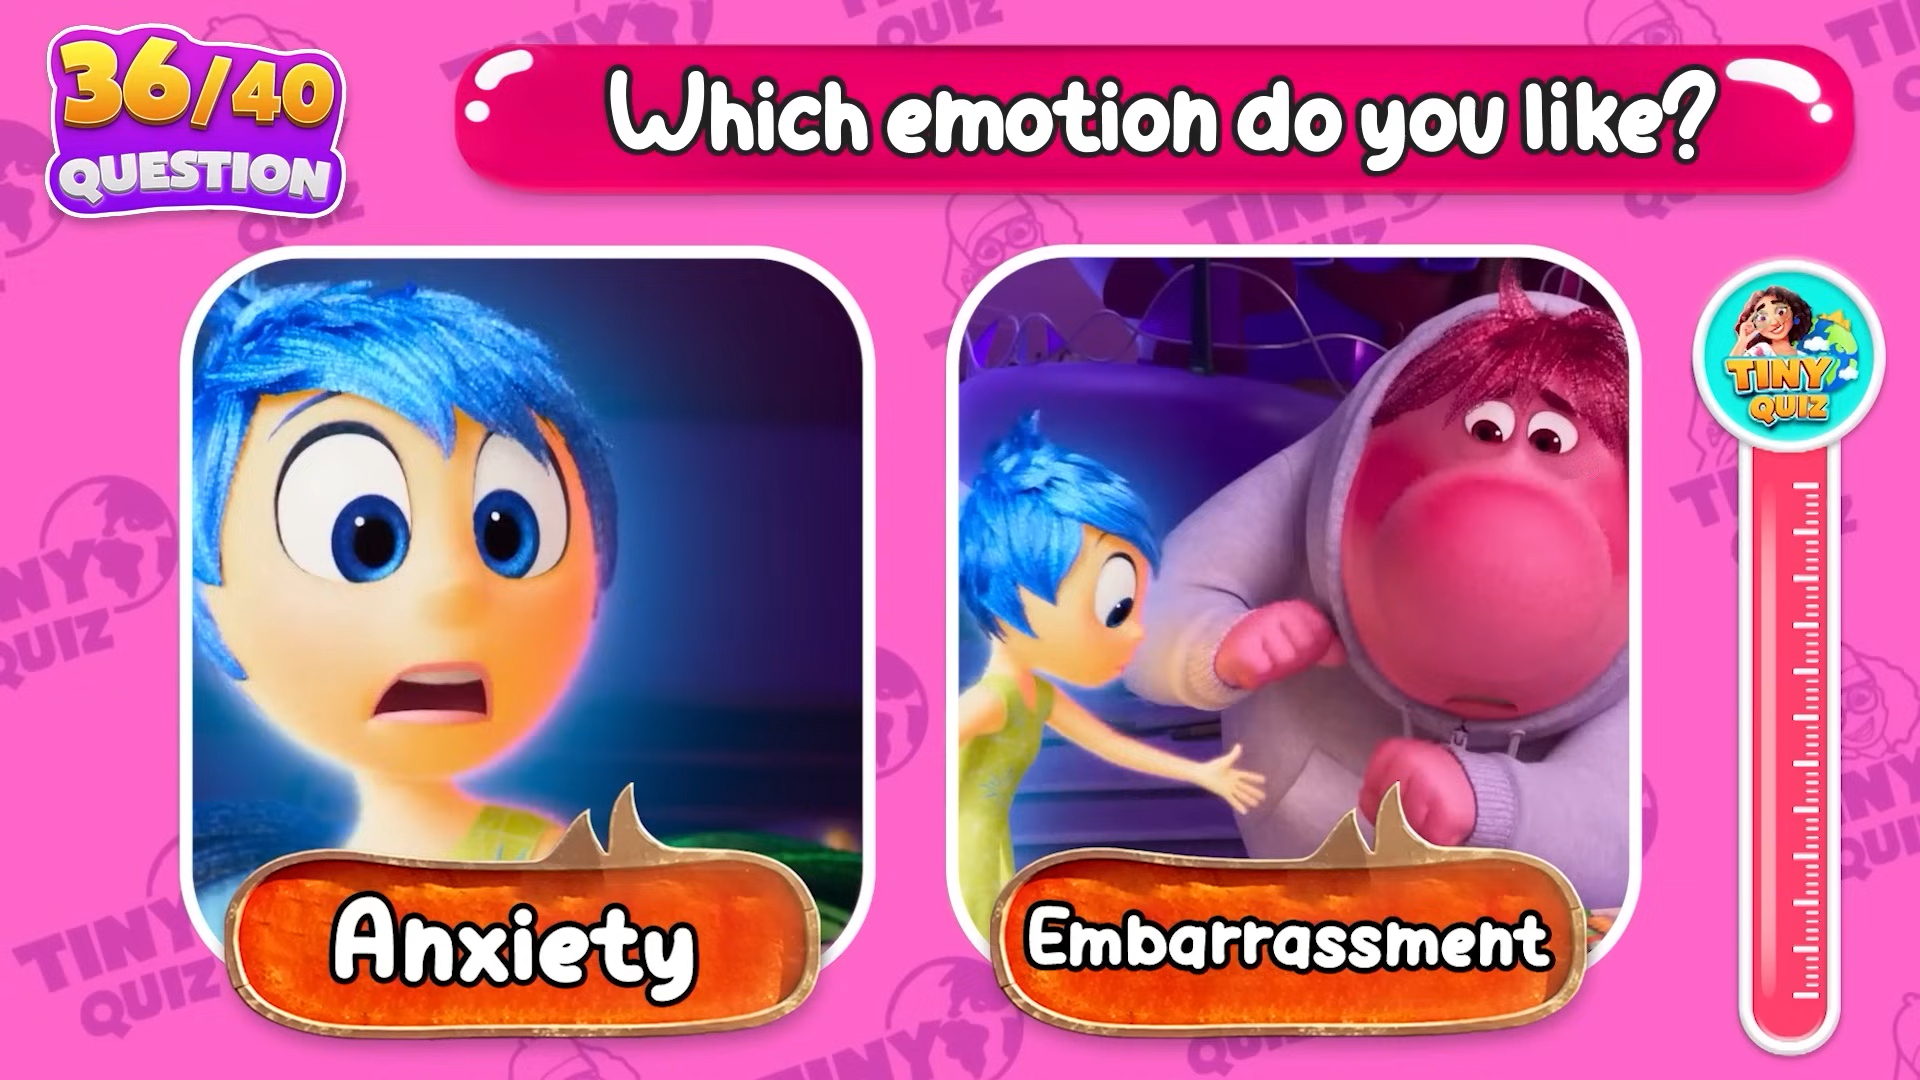 36/40
QUESTION
Which emotion do you like?
TINY
QUIZ
Anxiety
Embarrassment